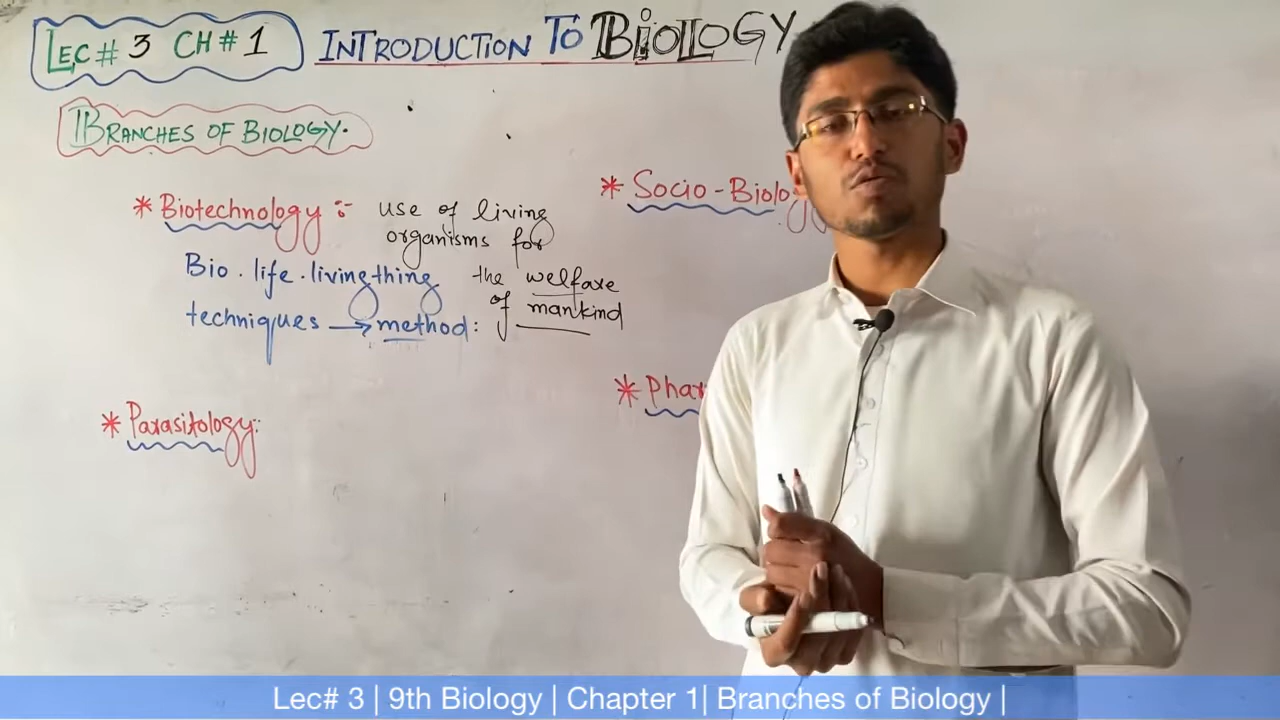 LEC# 3 CH# 1
INTRODUCTION TO BIOLOGY
BRANCHES OF BIOLOGY.
* Biotechnology :- use of living
organisms for
Bio . life . living thing the welfare
techniques → method: of mankind
* Socio-Biology
* Parasitology:
* Phar
Lec# 3 | 9th Biology | Chapter 1| Branches of Biology |